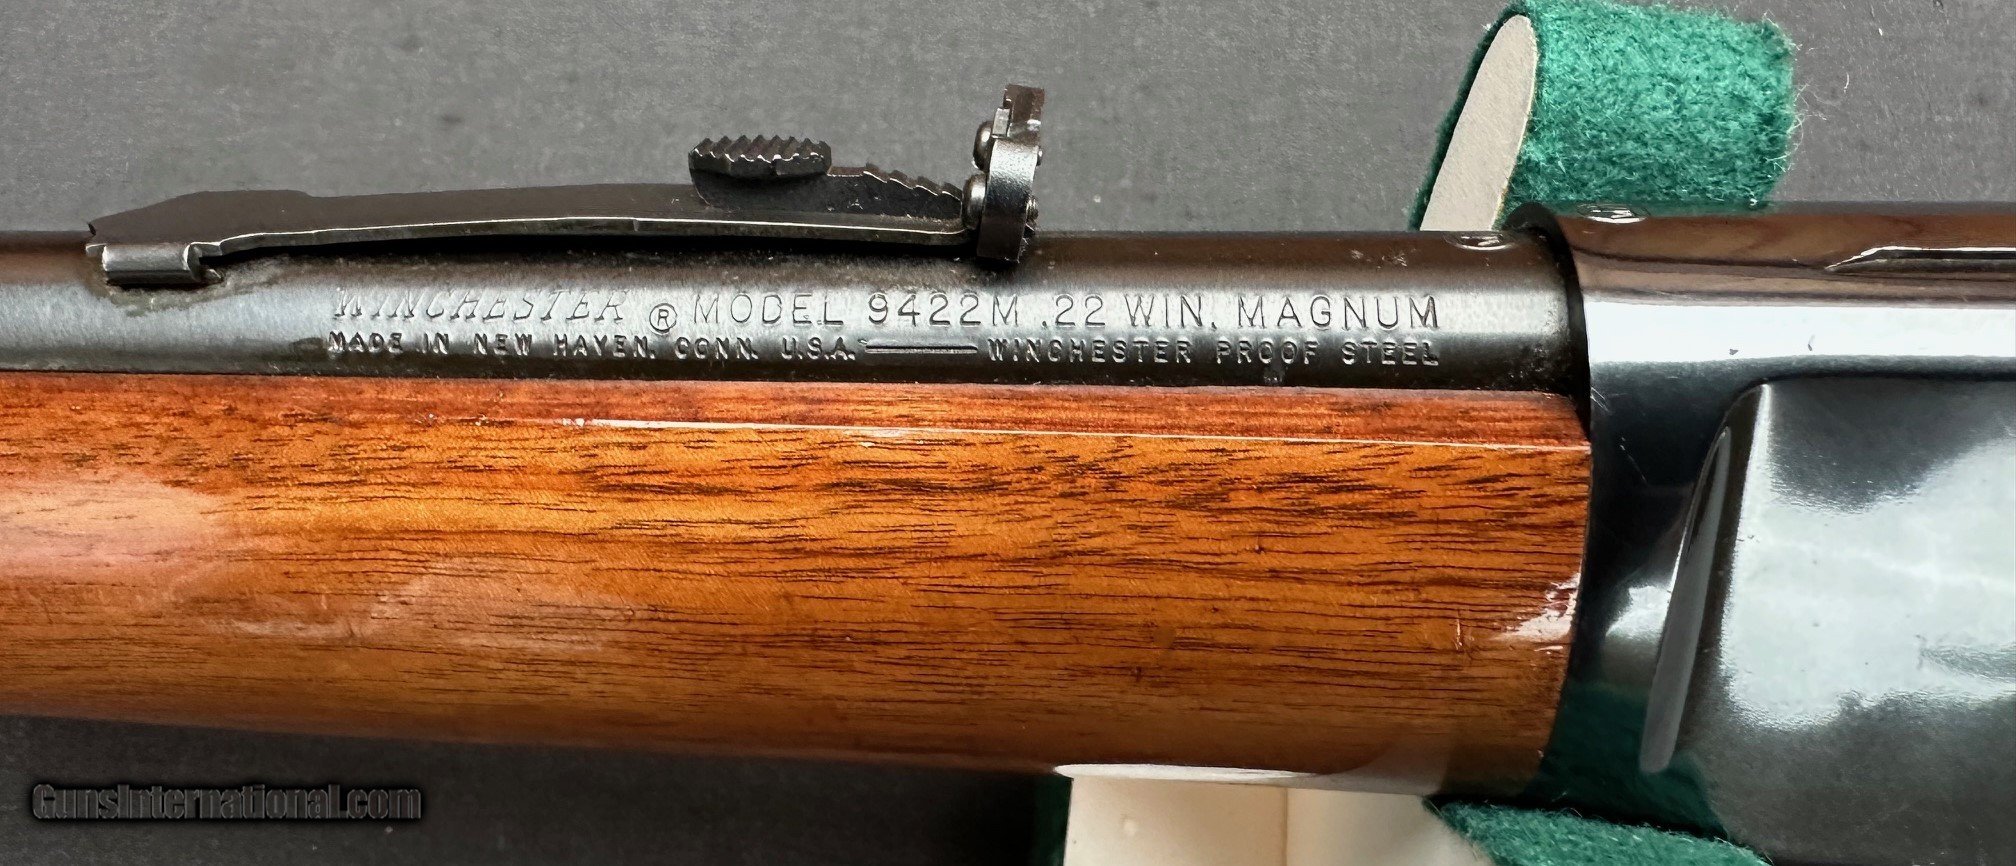 WINCHESTER ® MODEL 9422M .22 WIN. MAGNUM
MADE IN NEW HAVEN, CONN. U.S.A. WINCHESTER PROOF STEEL
GunsInternational.com